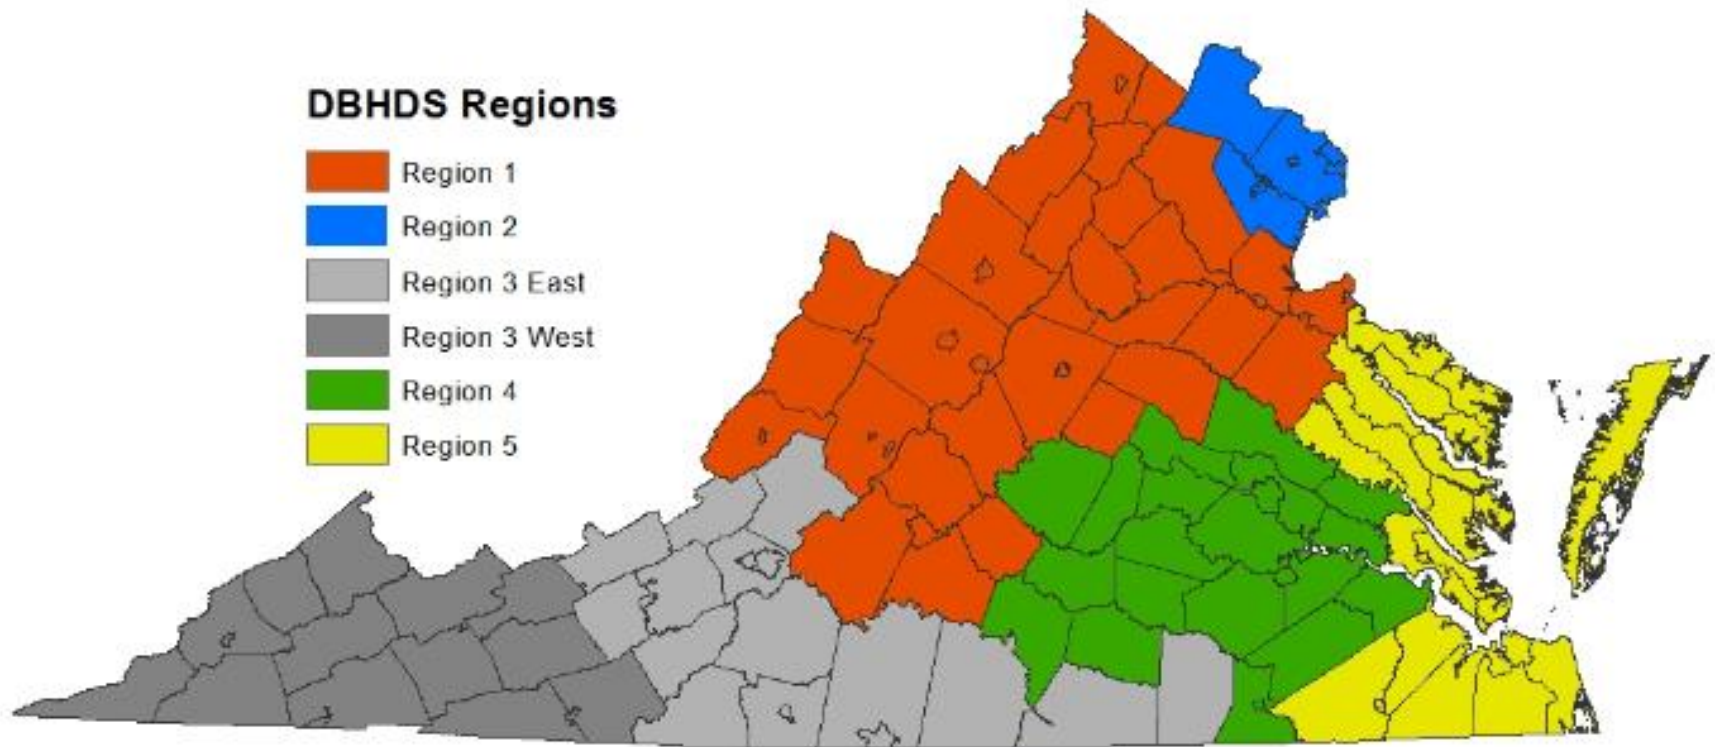 DBHDS Regions
Region 1
Region 2
Region 3 East
Region 3 West
Region 4
Region 5